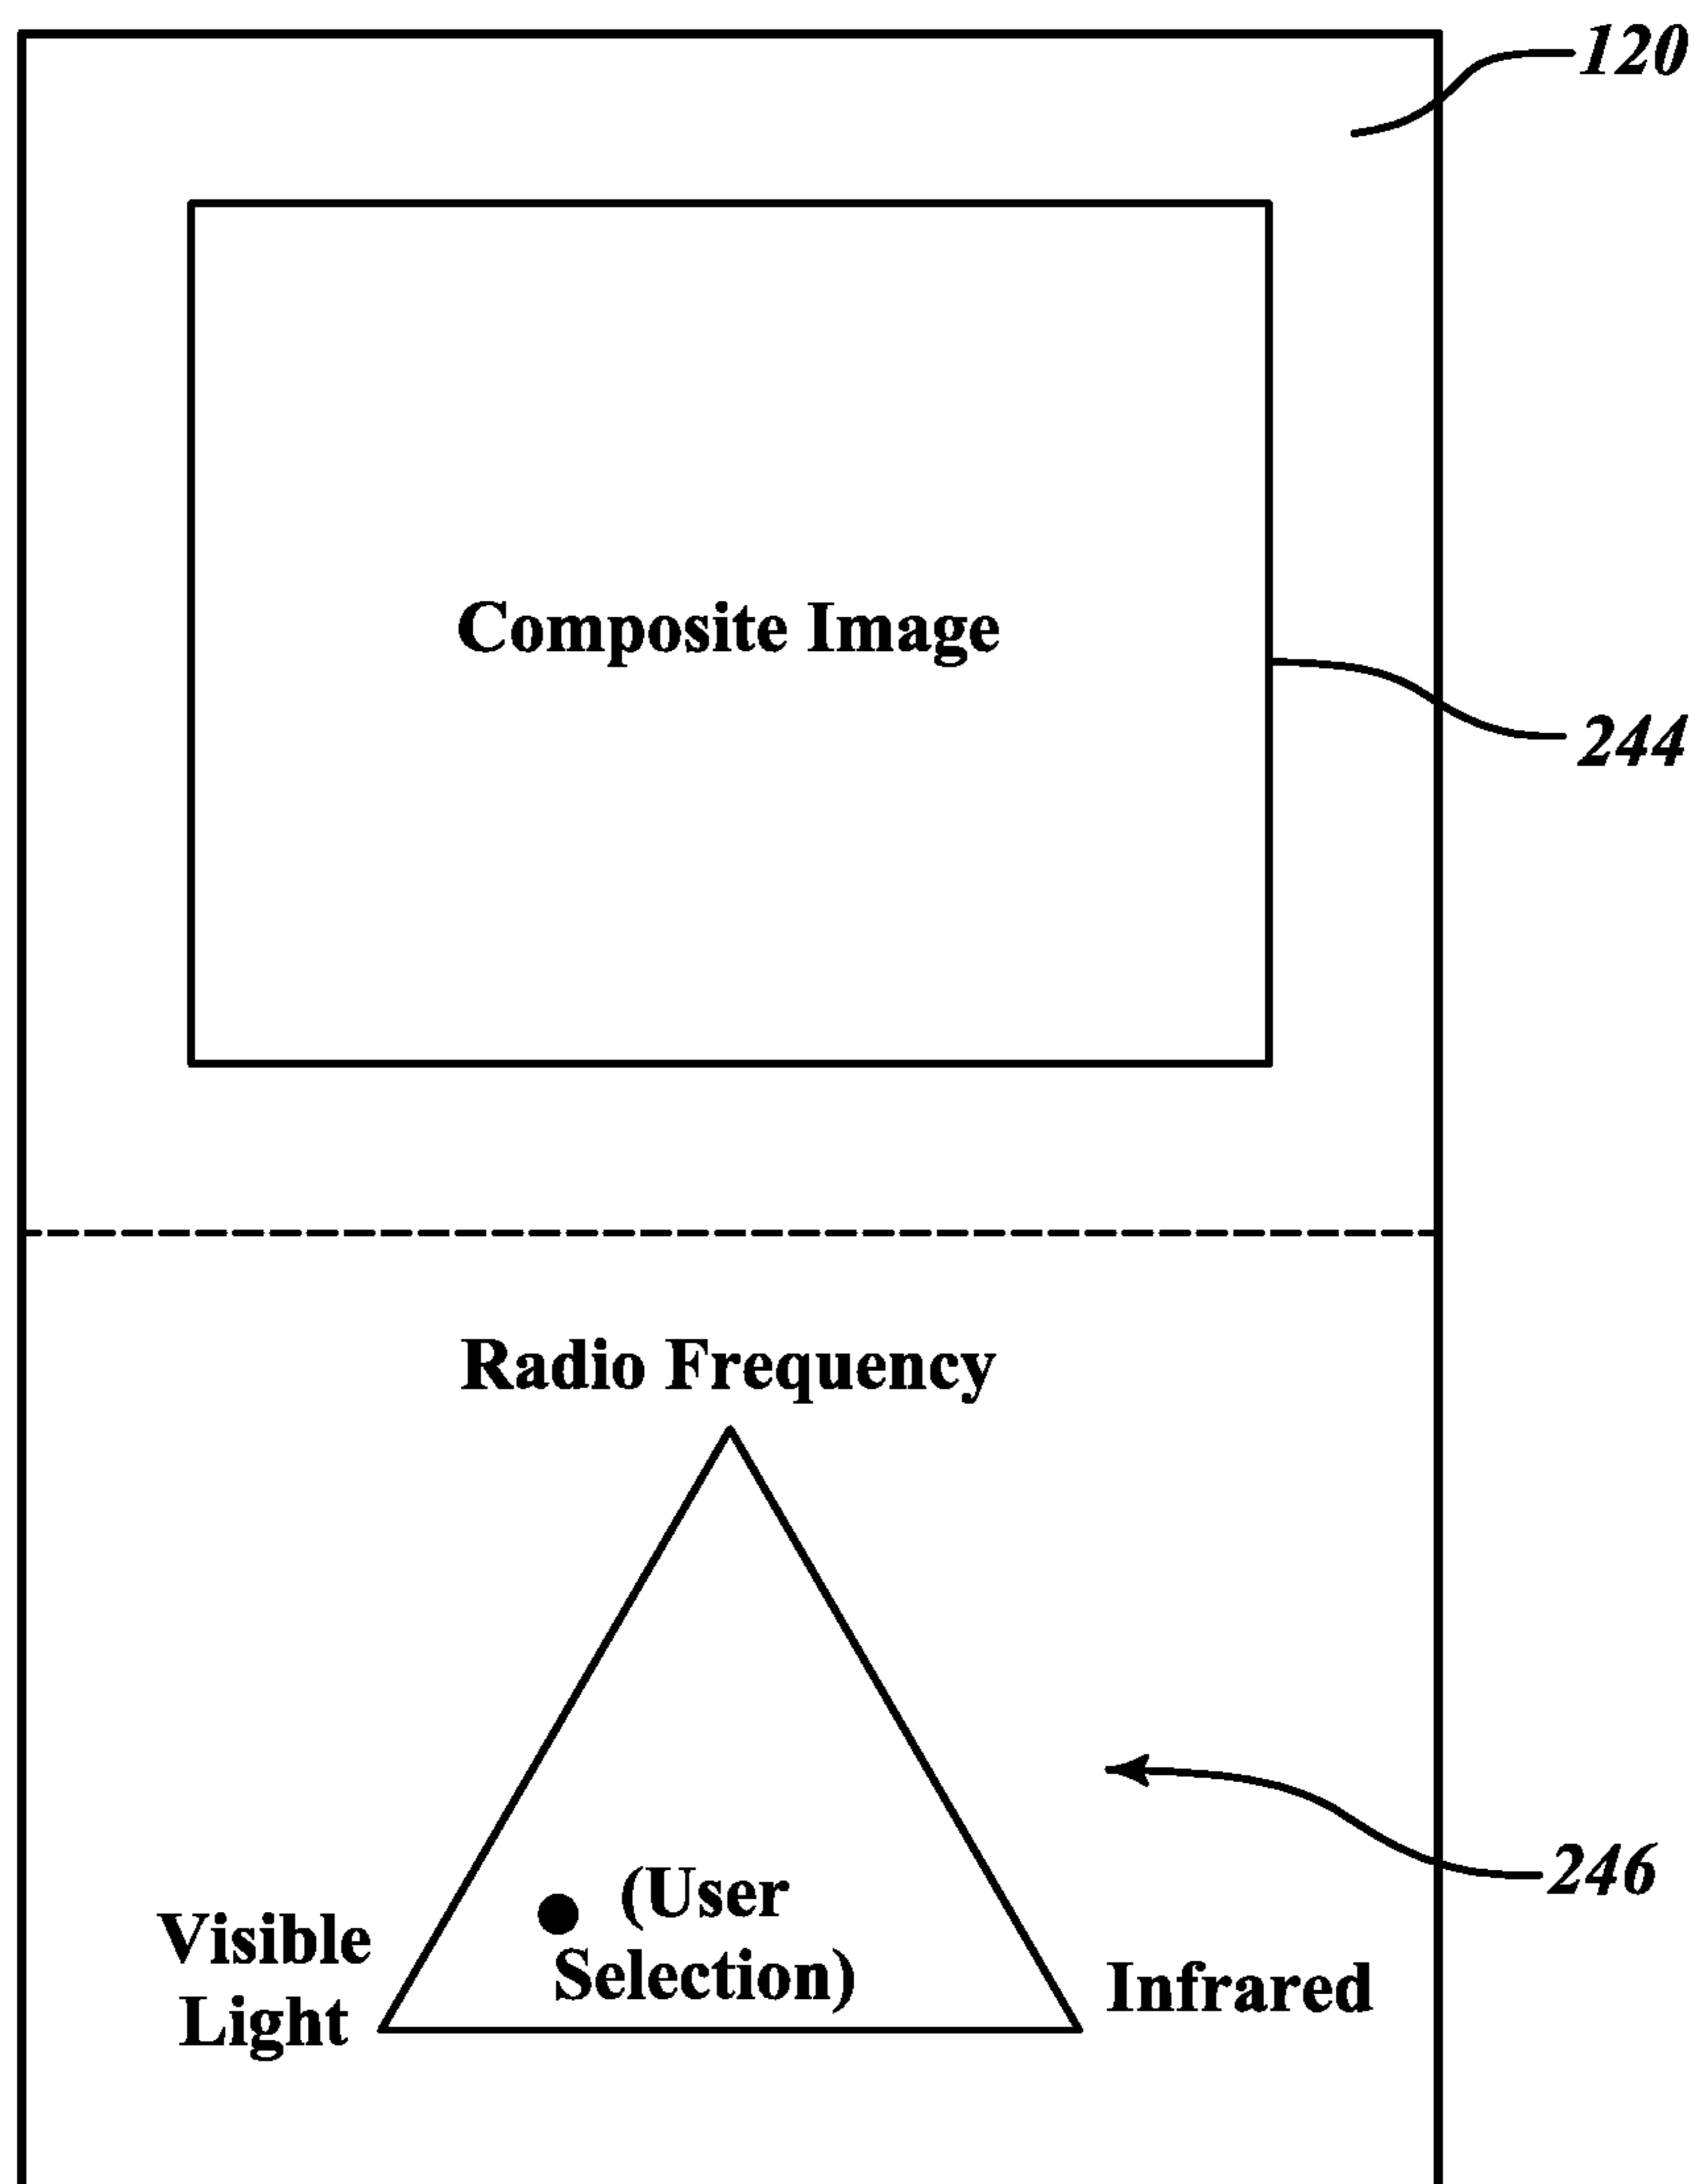 120
Composite Image
244
Radio Frequency
(User
Selection)
246
Visible
Light
Infrared